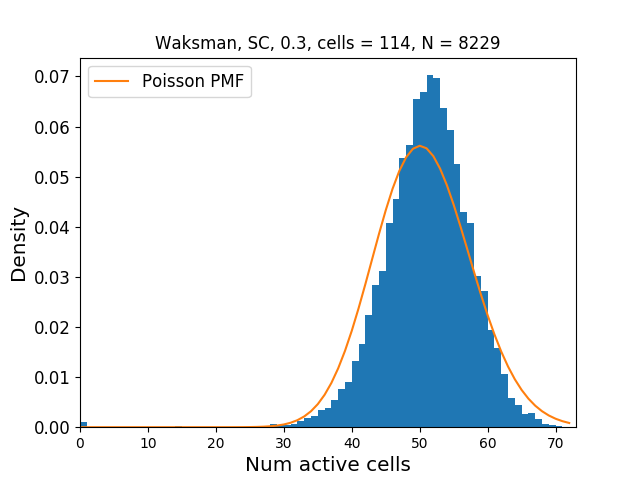 Waksman, SC, 0.3, cells = 114, N = 8229
Poisson PMF
0.07
0.06
0.05
0.04
0.03
0.02
0.01
0.00
Density
0 10 20 30 40 50 60 70
Num active cells